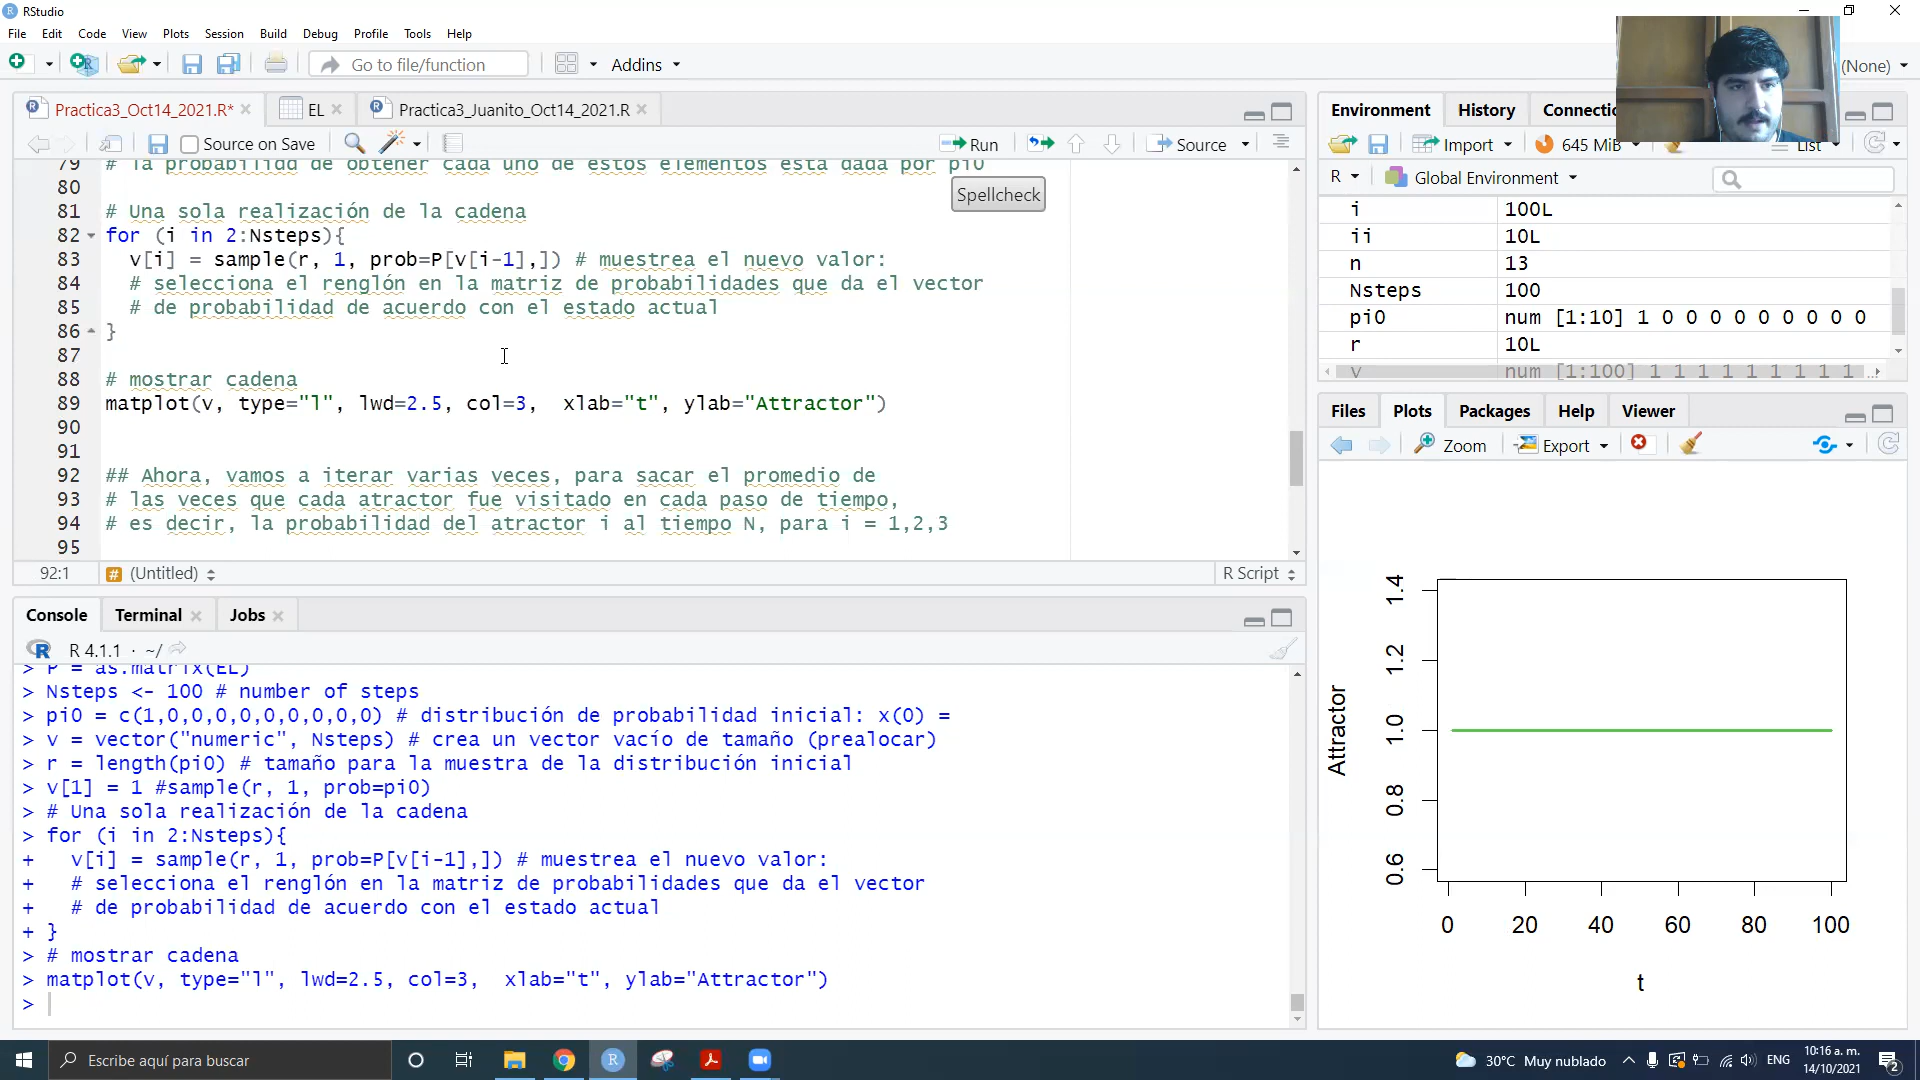 RStudio
File Edit Code View Plots Session Build Debug Profile Tools Help
Go to file/function Addins (None)
Practica3_Oct14_2021.R* EL Practica3_Juanito_Oct14_2021.R
Source on Save Run Source
79 # la probabilidd de obtener cada uno de estos elementos esta dada por pi0
80
Spellcheck
81 # Una sola realización de la cadena
82 for (i in 2:Nsteps){
83 v[i] = sample(r, 1, prob=P[v[i-1],]) # muestrea el nuevo valor:
84 # selecciona el renglón en la matriz de probabilidades que da el vector
85 # de probabilidad de acuerdo con el estado actual
86 }
87
88 # mostrar cadena
89 matplot(v, type="l", lwd=2.5, col=3,  xlab="t", ylab="Attractor")
90
91
92 ## Ahora, vamos a iterar varias veces, para sacar el promedio de
93 # las veces que cada atractor fue visitado en cada paso de tiempo,
94 # es decir, la probabilidad del atractor i al tiempo N, para i = 1,2,3
95
92:1 # (Untitled) R Script
Console Terminal Jobs
R 4.1.1 · ~/
> P = as.matrix(EL)
> Nsteps <- 100 # number of steps
> pi0 = c(1,0,0,0,0,0,0,0,0,0) # distribución de probabilidad inicial: x(0) =
> v = vector("numeric", Nsteps) # crea un vector vacío de tamaño (prealocar)
> r = length(pi0) # tamaño para la muestra de la distribución inicial
> v[1] = 1 #sample(r, 1, prob=pi0)
> # Una sola realización de la cadena
> for (i in 2:Nsteps){
+ v[i] = sample(r, 1, prob=P[v[i-1],]) # muestrea el nuevo valor:
+ # selecciona el renglón en la matriz de probabilidades que da el vector
+ # de probabilidad de acuerdo con el estado actual
+ }
> # mostrar cadena
> matplot(v, type="l", lwd=2.5, col=3,  xlab="t", ylab="Attractor")
>
Environment History
Import 645 MiB List
R Global Environment
i 100L
ii 10L
n 13
Nsteps 100
pi0 num [1:10] 1 0 0 0 0 0 0 0 0 0
r 10L
v num [1:100] 1 1 1 1 1 1 1 1 1 ...
Files Plots Packages Help Viewer
Zoom Export
Attractor
1.4
1.2
1.0
0.8
0.6
0 20 40 60 80 100
t
Escribe aquí para buscar
30°C Muy nublado ENG 10:16 a. m.
14/10/2021
2